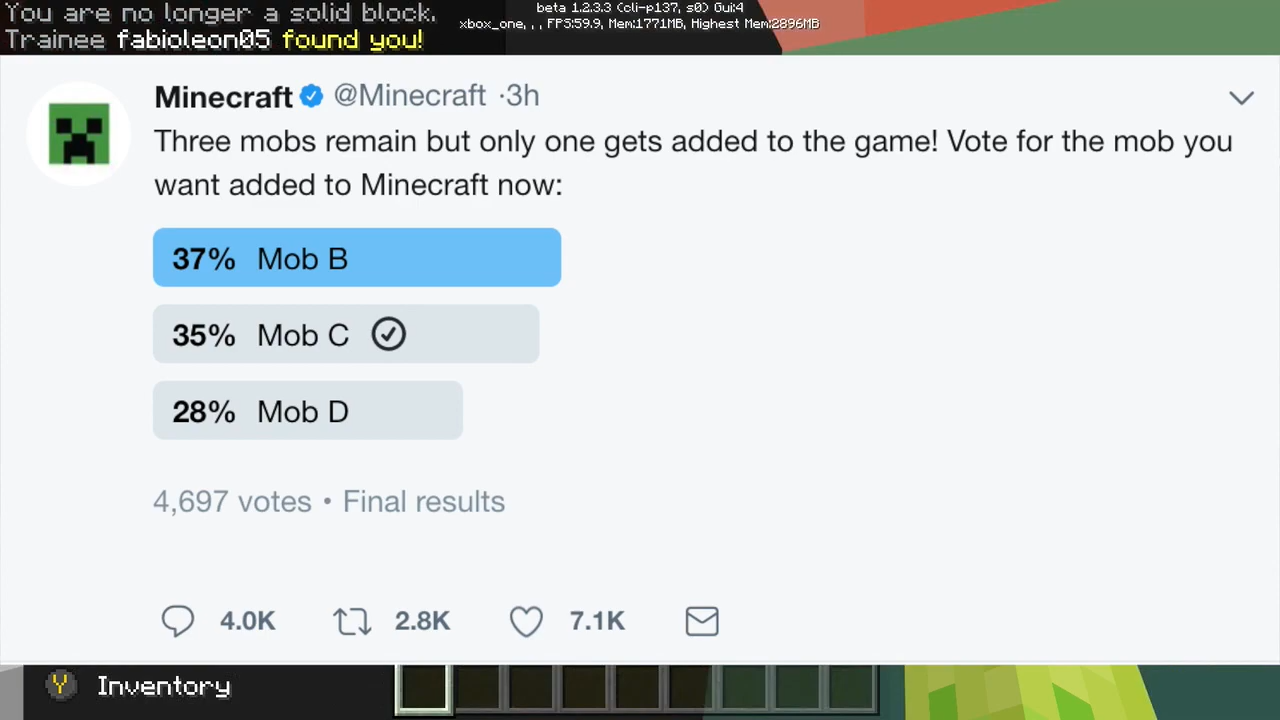 You are no longer a solid block.
Trainee fabioleon05 found you!
beta 1.2.3.3 (cli-p137, s0) Gui4
xbox_one, , , FPS:59.9, Mem:1771MB, Highest Mem:2896MB
Minecraft @Minecraft ·3h
Three mobs remain but only one gets added to the game! Vote for the mob you
want added to Minecraft now:
37% Mob B
35% Mob C
28% Mob D
4,697 votes • Final results
4.0K 2.8K 7.1K
Y Inventory